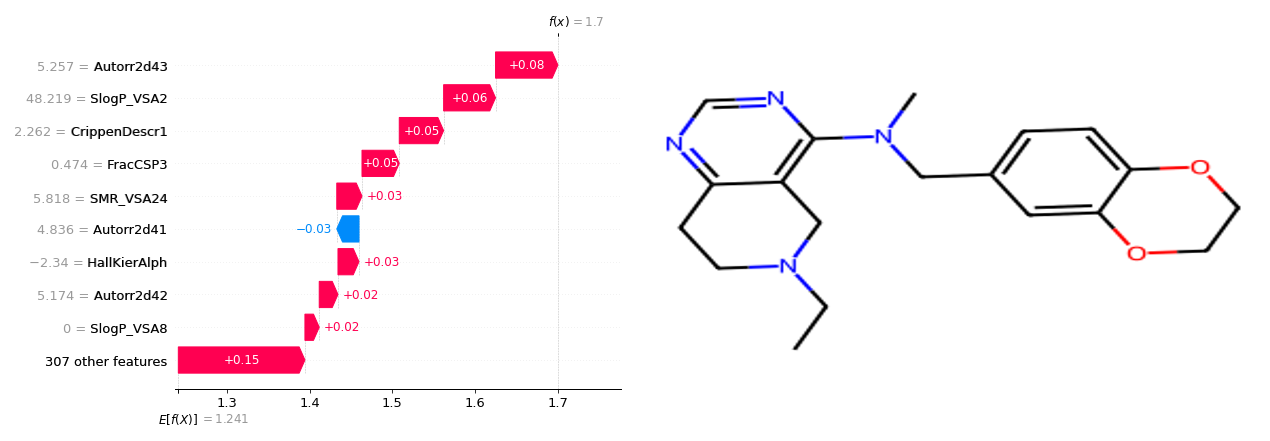 f(x) = 1.7
5.257 = Autorr2d43
+0.08
48.219 = SlogP_VSA2
+0.06
2.262 = CrippenDescr1
+0.05
0.474 = FracCSP3
+0.05
5.818 = SMR_VSA24
+0.03
4.836 = Autorr2d41
−0.03
−2.34 = HallKierAlph
+0.03
5.174 = Autorr2d42
+0.02
0 = SlogP_VSA8
+0.02
307 other features
+0.15
1.3 1.4 1.5 1.6 1.7
E[f(X)] = 1.241
N
N
N
N
O
O